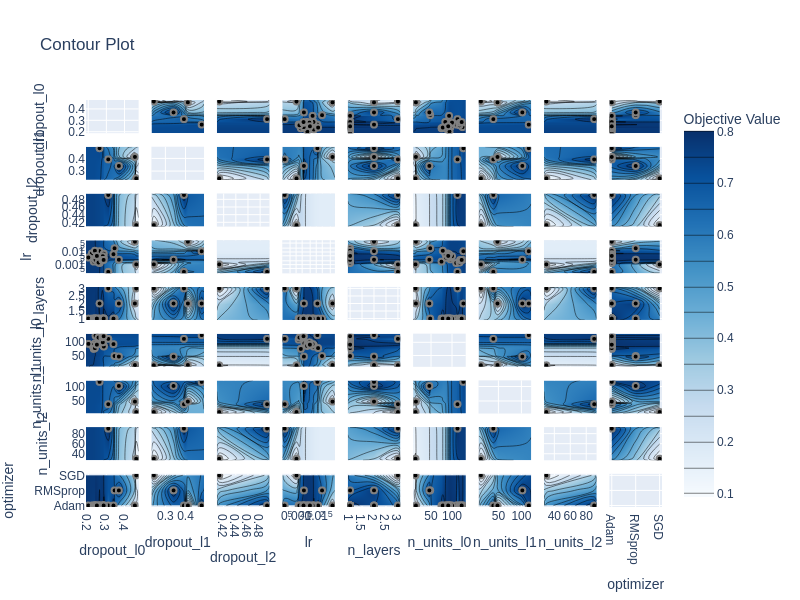 Contour Plot
Objective Value
0.8
0.7
0.6
0.5
0.4
0.3
0.2
0.1
dropout_l0
0.4
0.3
0.2
dropout_l1
0.4
0.3
dropout_l2
0.48
0.46
0.44
0.42
lr
5
0.01
0.001
n_layers
3
2.5
2
1.5
1
n_units_l0
100
50
n_units_l1
100
50
n_units_l2
80
60
40
optimizer
SGD
RMSprop
Adam
0.2
0.3
0.4
dropout_l0
0.3
0.4
dropout_l1
0.42
0.44
0.46
0.48
dropout_l2
lr
1
1.5
2
2.5
3
n_layers
50
100
n_units_l0
50
100
n_units_l1
40
60
80
n_units_l2
Adam
RMSprop
SGD
optimizer